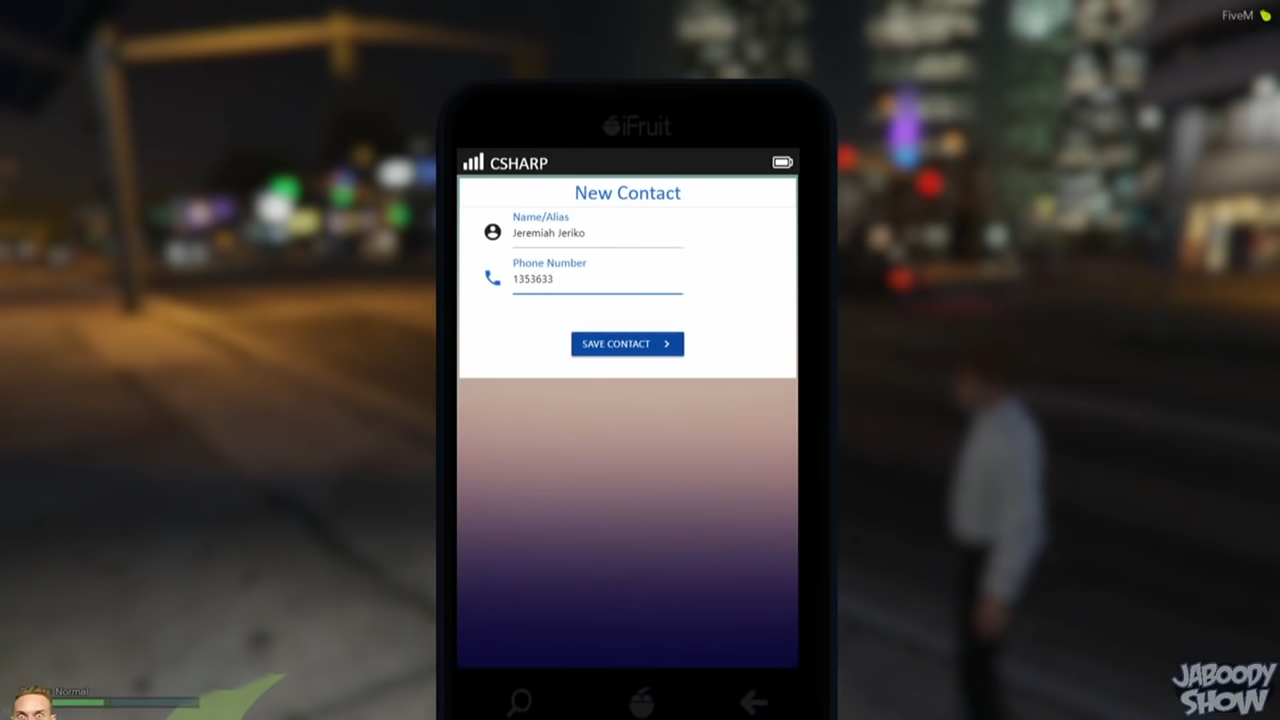 FiveM
iFruit
CSHARP
New Contact
Name/Alias
Jeremiah Jeriko
Phone Number
1353633
SAVE CONTACT
Normal
JABOODY
SHOW